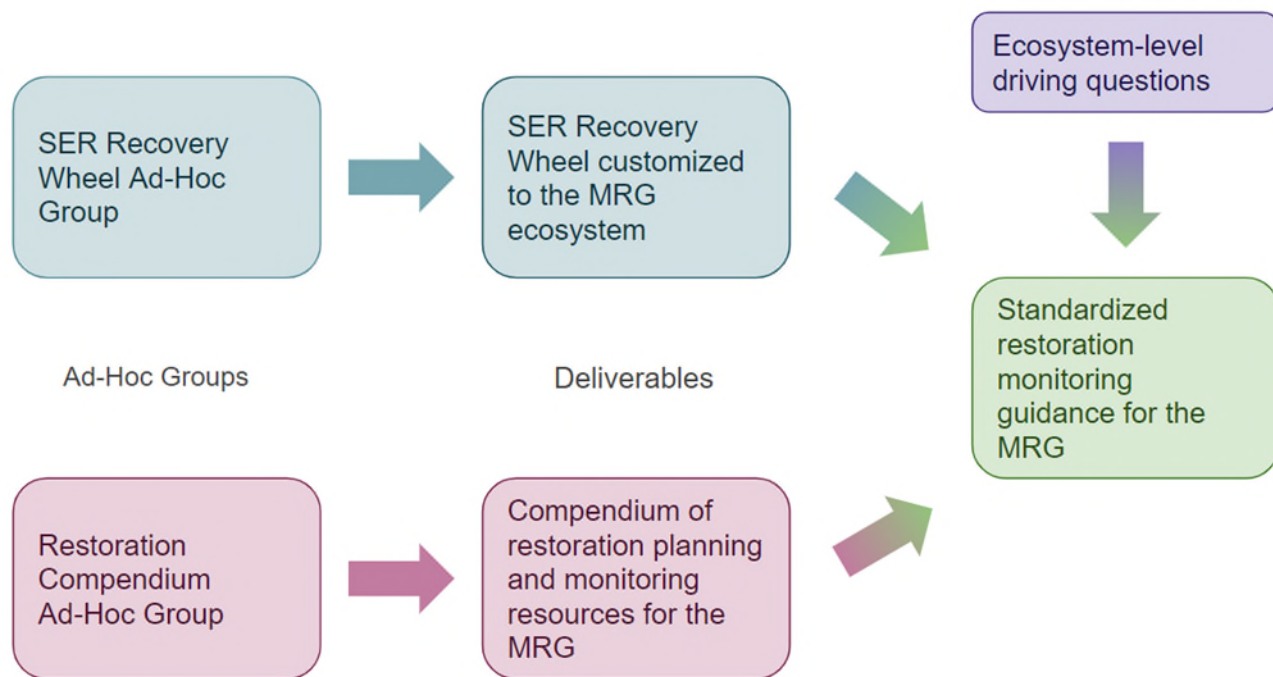 SER Recovery
Wheel Ad-Hoc
Group
SER Recovery
Wheel customized
to the MRG
ecosystem
Ecosystem-level
driving questions
Ad-Hoc Groups
Deliverables
Standardized
restoration
monitoring
guidance for the
MRG
Restoration
Compendium
Ad-Hoc Group
Compendium of
restoration planning
and monitoring
resources for the
MRG